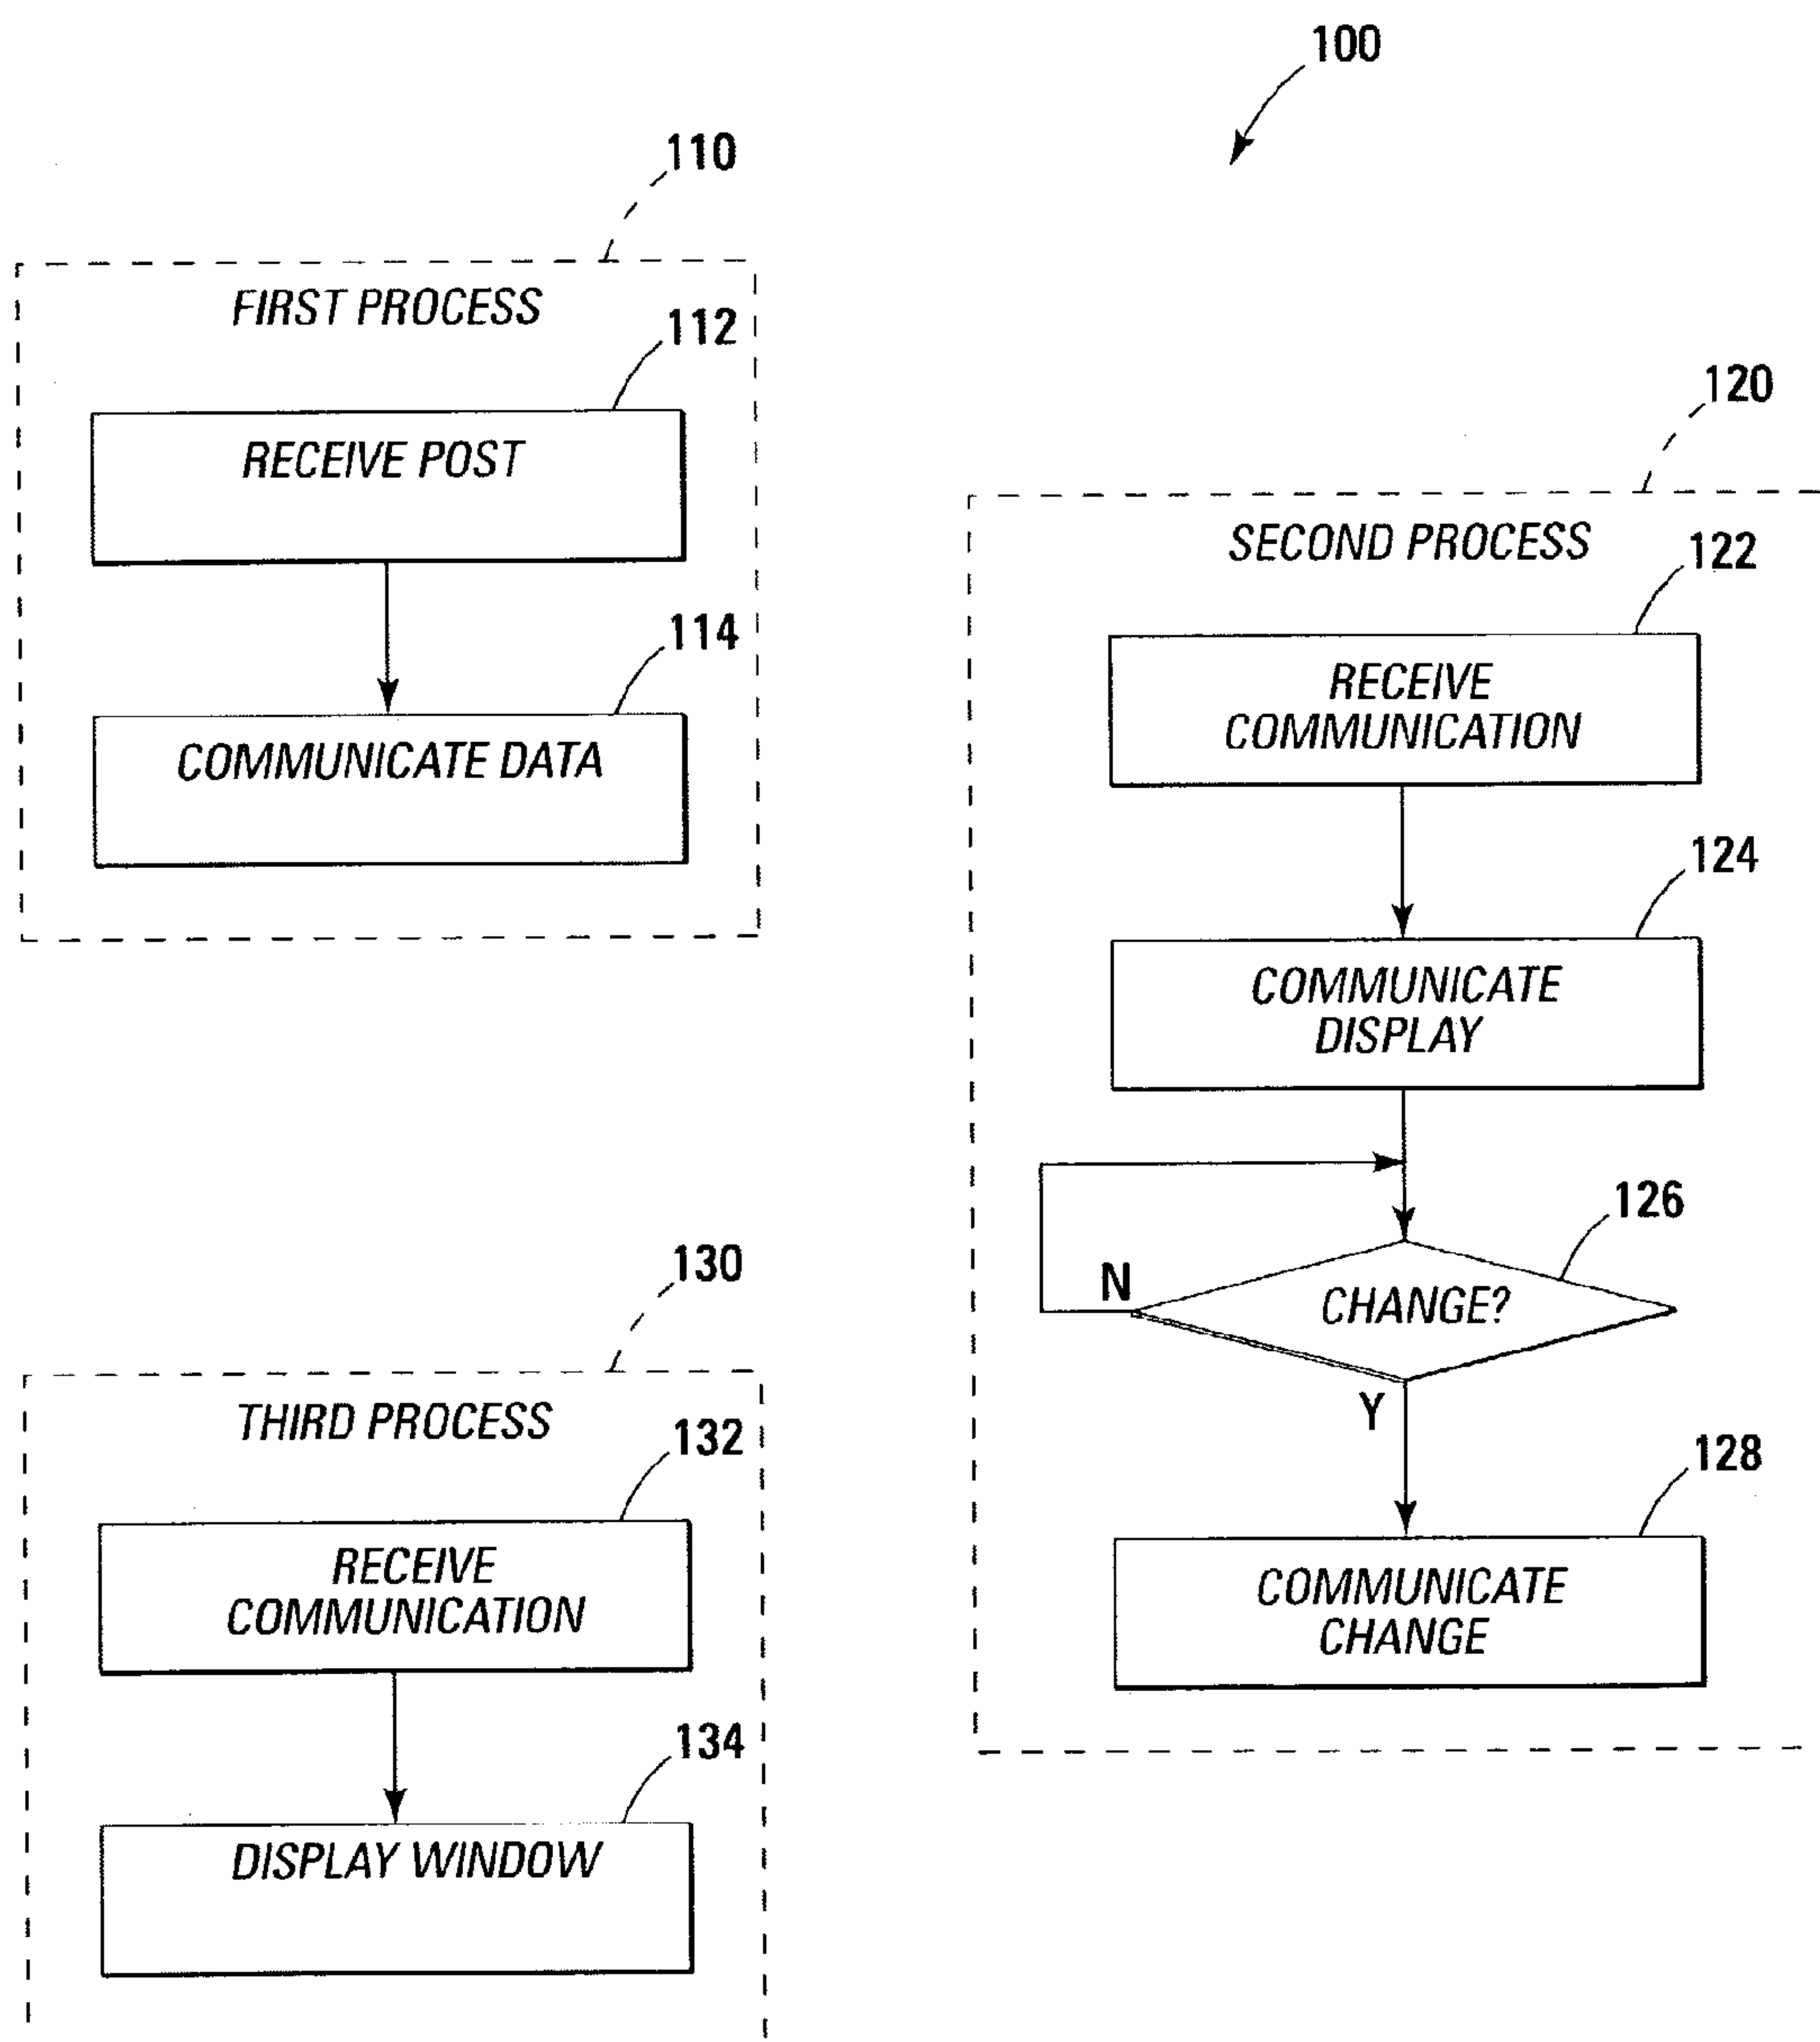 100
110
FIRST PROCESS
112
RECEIVE POST
114
COMMUNICATE DATA
120
SECOND PROCESS
122
RECEIVE
COMMUNICATION
124
COMMUNICATE
DISPLAY
126
CHANGE?
N
Y
128
COMMUNICATE
CHANGE
130
THIRD PROCESS
132
RECEIVE
COMMUNICATION
134
DISPLAY WINDOW